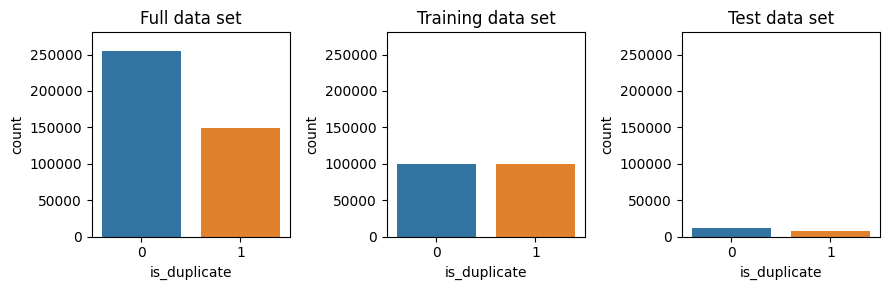 Full data set
250000
200000
150000
100000
50000
0
count
0 1
is_duplicate
Training data set
250000
200000
150000
100000
50000
0
count
0 1
is_duplicate
Test data set
250000
200000
150000
100000
50000
0
count
0 1
is_duplicate